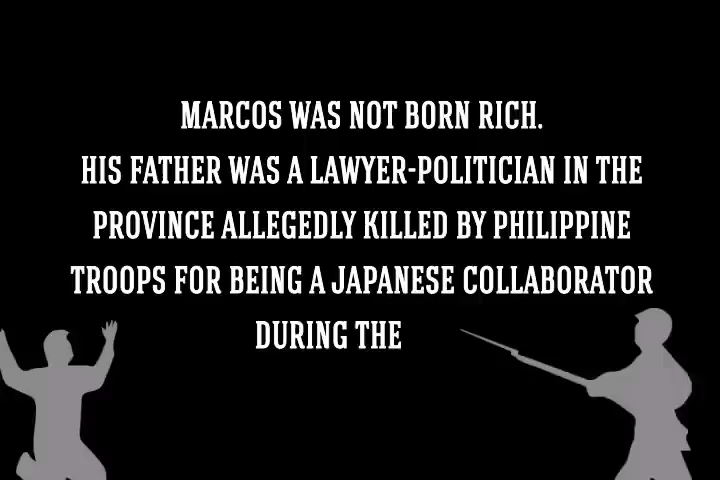 MARCOS WAS NOT BORN RICH.
HIS FATHER WAS A LAWYER-POLITICIAN IN THE
PROVINCE ALLEGEDLY KILLED BY PHILIPPINE
TROOPS FOR BEING A JAPANESE COLLABORATOR
DURING THE